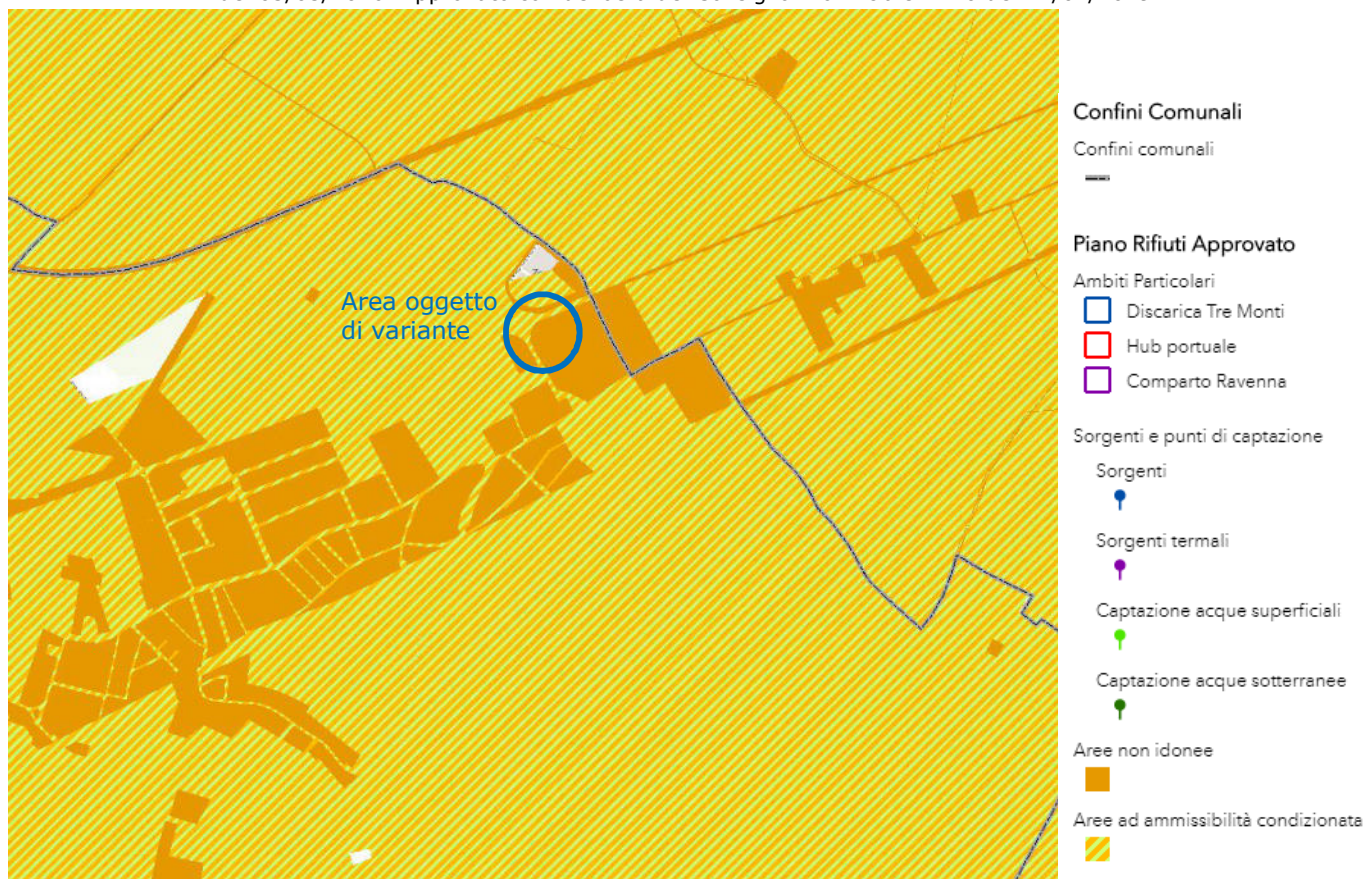 Area oggetto
di variante
Confini Comunali
Confini comunali
Piano Rifiuti Approvato
Ambiti Particolari
Discarica Tre Monti
Hub portuale
Comparto Ravenna
Sorgenti e punti di captazione
Sorgenti
Sorgenti termali
Captazione acque superficiali
Captazione acque sotterranee
Aree non idonee
Aree ad ammissibilità condizionata